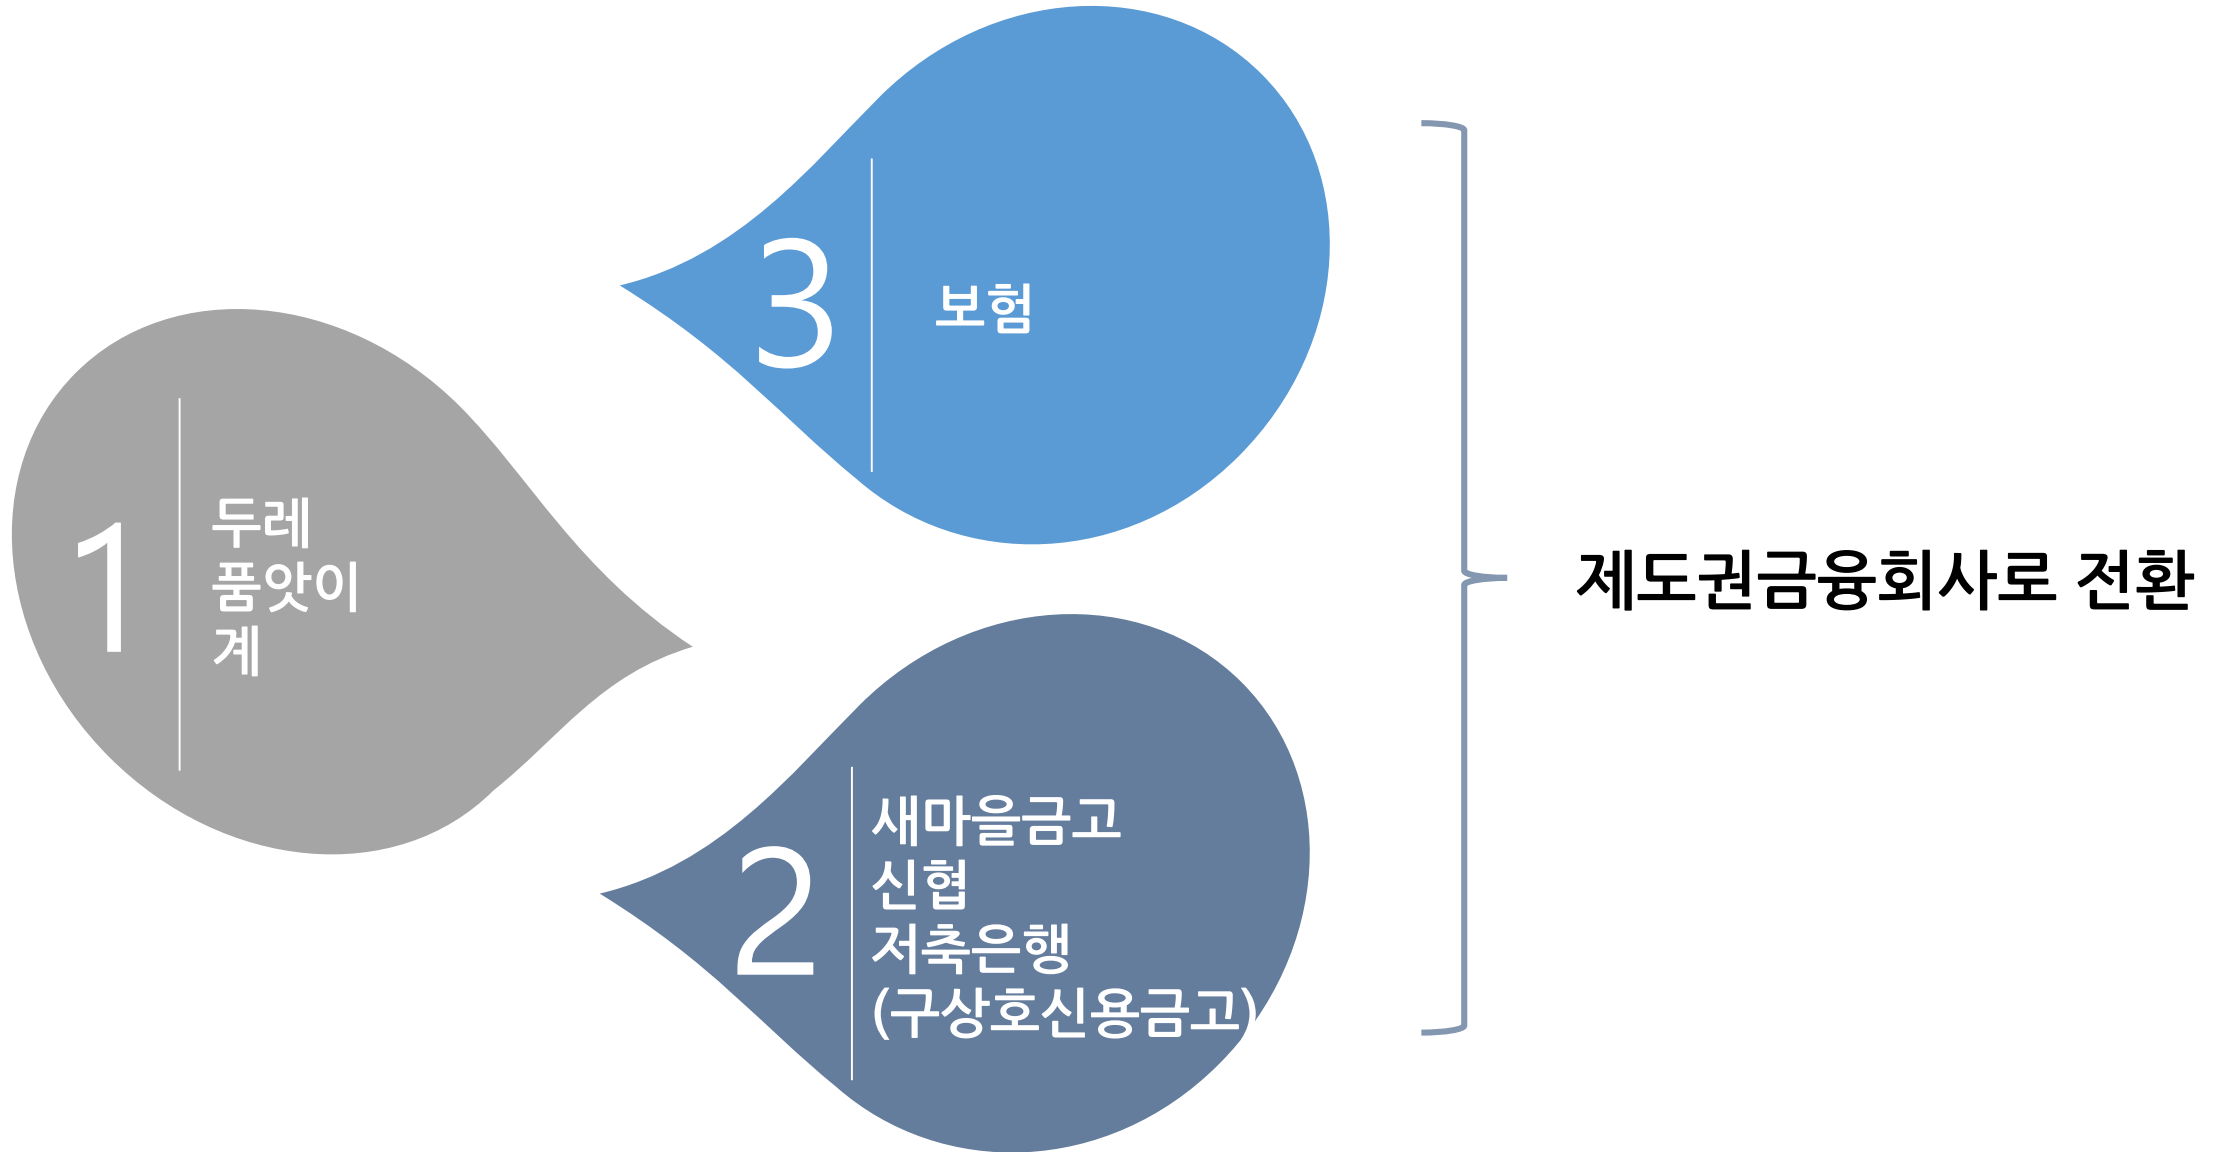 1
두레
품앗이
계
3
보험
2
새마을금고
신협
저축은행
(구상호신용금고)
제도권금융회사로 전환